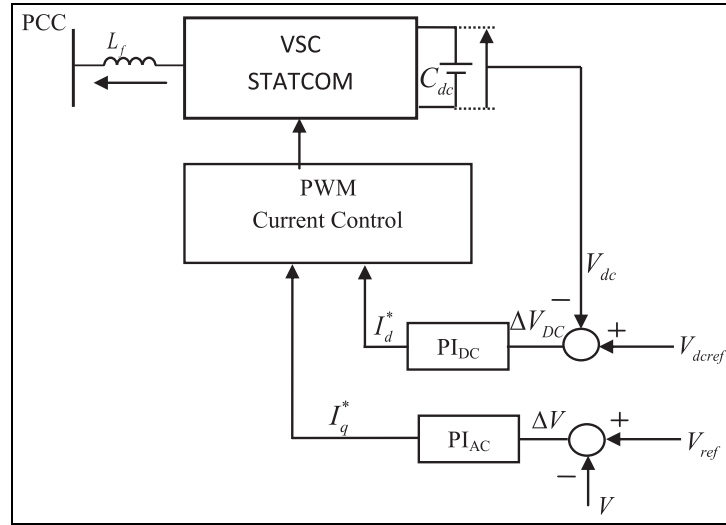 PCC
L_f
VSC
STATCOM
C_dc
PWM
Current Control
V_dc
−
I_d^*
PI_DC
ΔV_DC
+
V_dcref
I_q^*
PI_AC
ΔV
+
V_ref
−
V